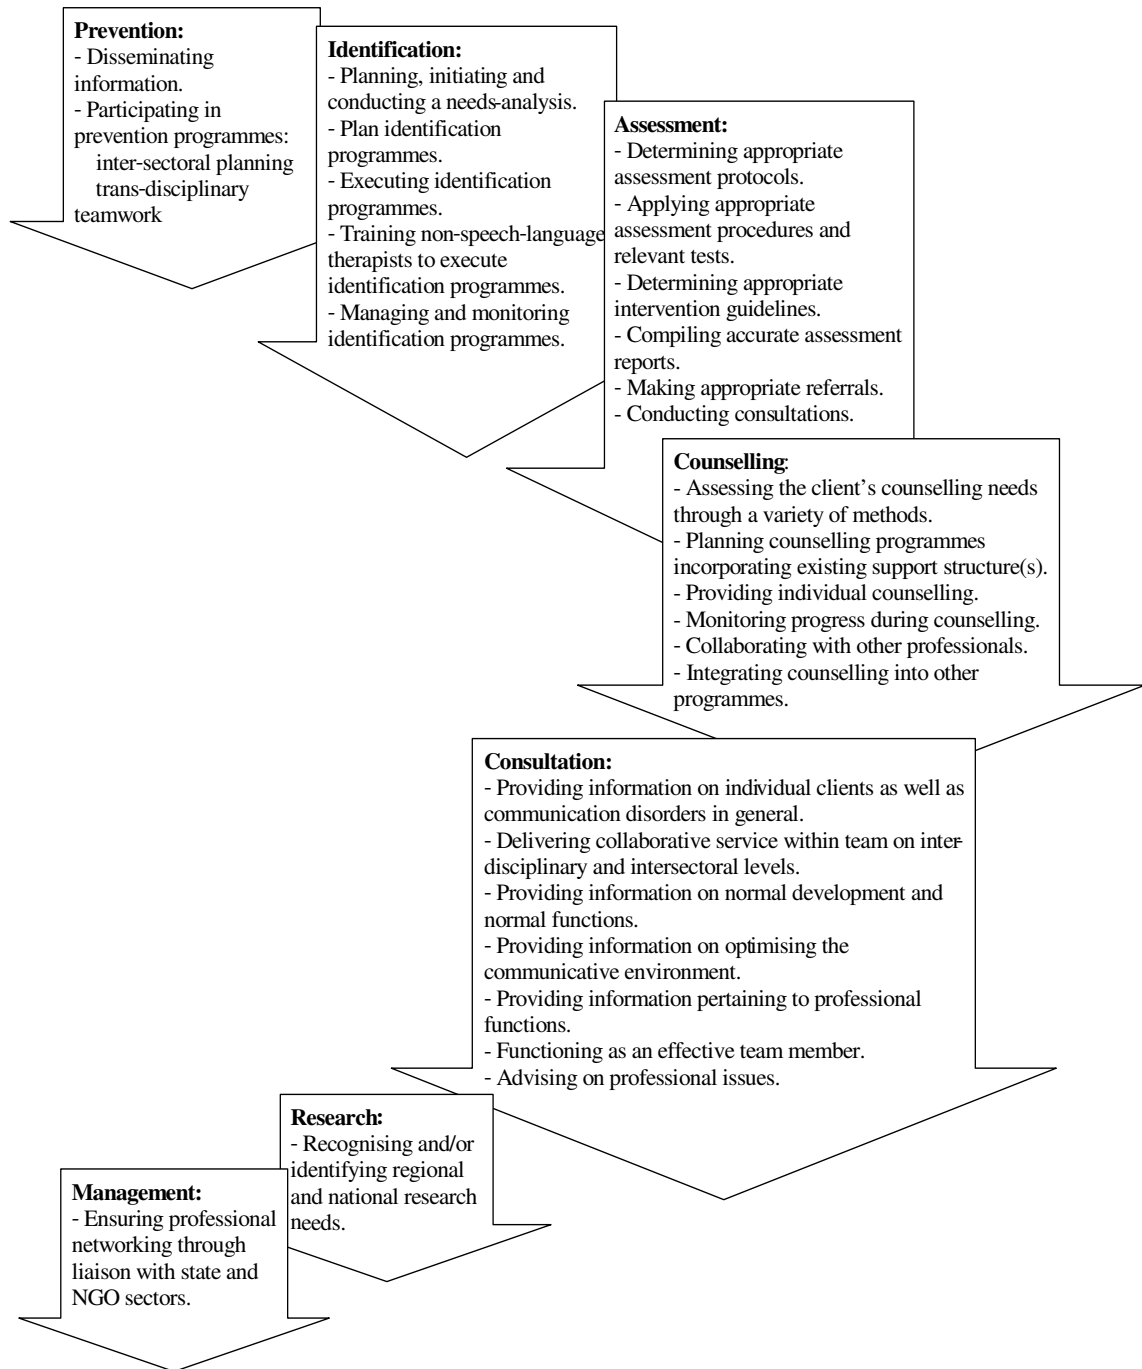 Prevention:
- Disseminating
information.
- Participating in
prevention programmes:
inter-sectoral planning
trans-disciplinary
teamwork
Identification:
- Planning, initiating and
conducting a needs-analysis.
- Plan identification
programmes.
- Executing identification
programmes.
- Training non-speech-language
therapists to execute
identification programmes.
- Managing and monitoring
identification programmes.
Assessment:
- Determining appropriate
assessment protocols.
- Applying appropriate
assessment procedures and
relevant tests.
- Determining appropriate
intervention guidelines.
- Compiling accurate assessment
reports.
- Making appropriate referrals.
- Conducting consultations.
Counselling:
- Assessing the client's counselling needs
through a variety of methods.
- Planning counselling programmes
incorporating existing support structure(s).
- Providing individual counselling.
- Monitoring progress during counselling.
- Collaborating with other professionals.
- Integrating counselling into other
programmes.
Consultation:
- Providing information on individual clients as well as
communication disorders in general.
- Delivering collaborative service within team on inter-
disciplinary and intersectoral levels.
- Providing information on normal development and
normal functions.
- Providing information on optimising the
communicative environment.
- Providing information pertaining to professional
functions.
- Functioning as an effective team member.
- Advising on professional issues.
Research:
- Recognising and/or
identifying regional
and national research
needs.
Management:
- Ensuring professional
networking through
liaison with state and
NGO sectors.